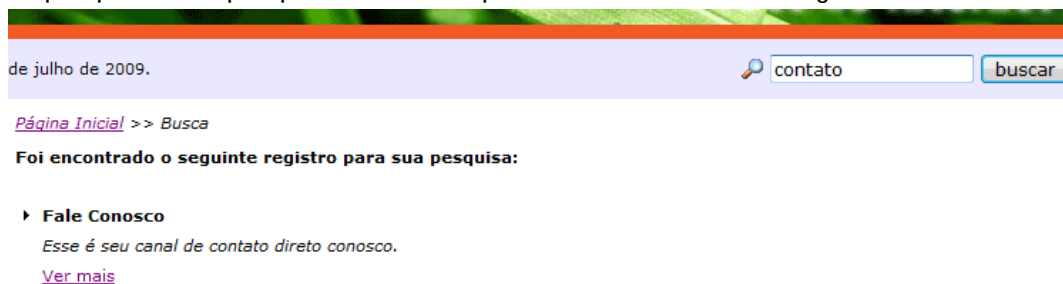 de julho de 2009.
contato
buscar
Página Inicial >> Busca
Foi encontrado o seguinte registro para sua pesquisa:
Fale Conosco
Esse é seu canal de contato direto conosco.
Ver mais